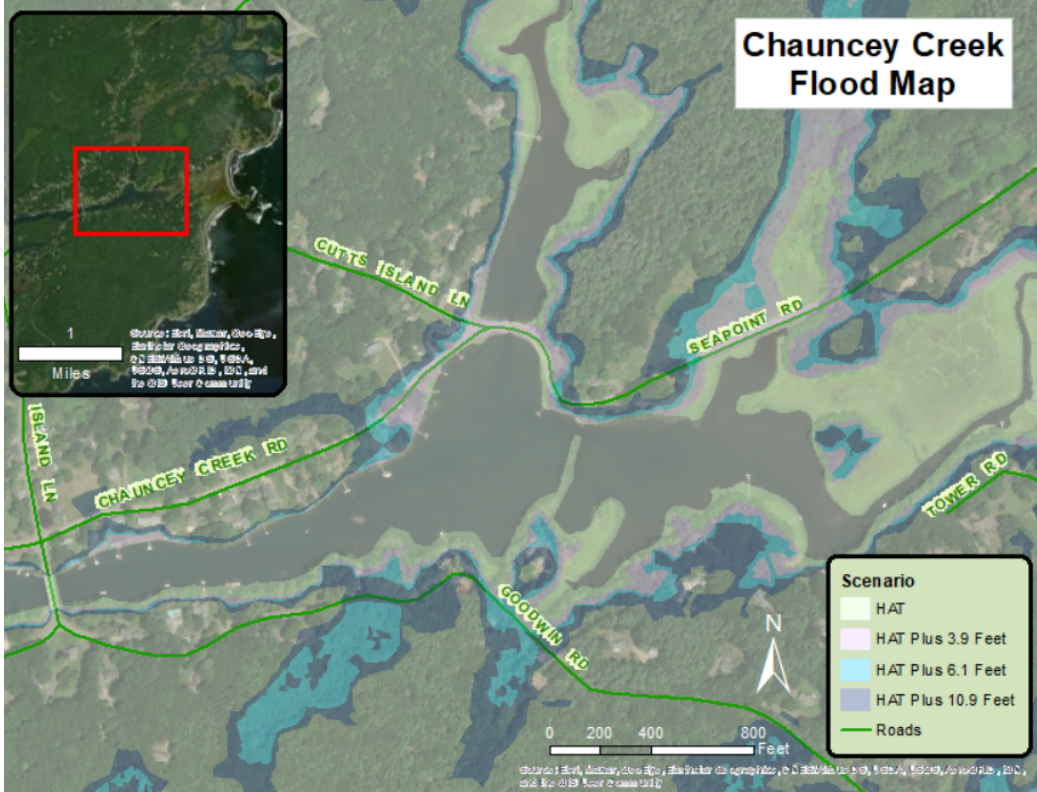 Chauncey Creek
Flood Map
1
Miles
CUTTS ISLAND LN
SEAPOINT RD
ISLAND LN
CHAUNCEY CREEK RD
TOWER RD
GOODWIN RD
Scenario
HAT
HAT Plus 3.9 Feet
HAT Plus 6.1 Feet
HAT Plus 10.9 Feet
Roads
N
0 200 400 800
Feet